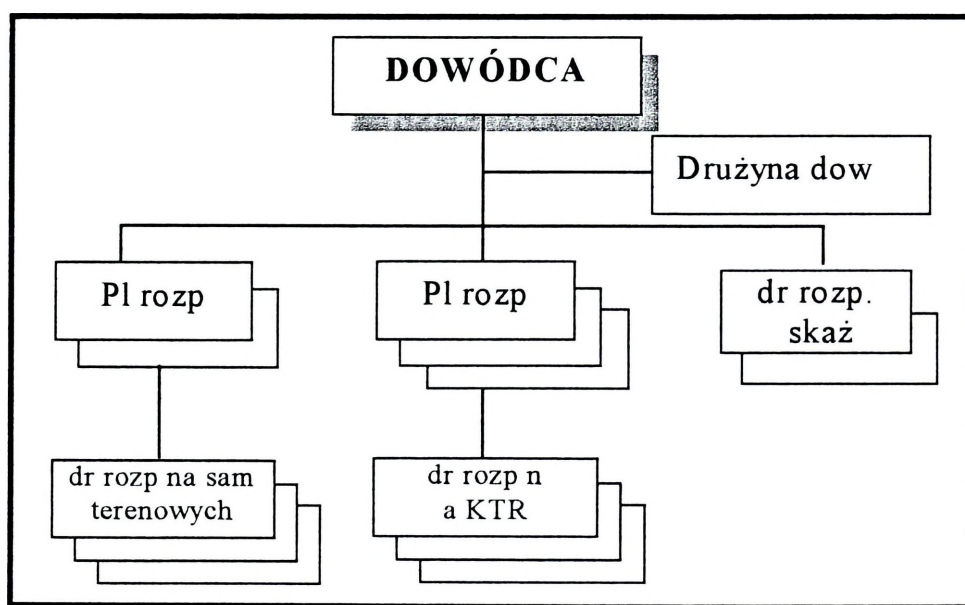 DOWÓDCA
Drużyna dow
Pl rozp
Pl rozp
dr rozp.
skaż
dr rozp na sam
terenowych
dr rozp n
a KTR